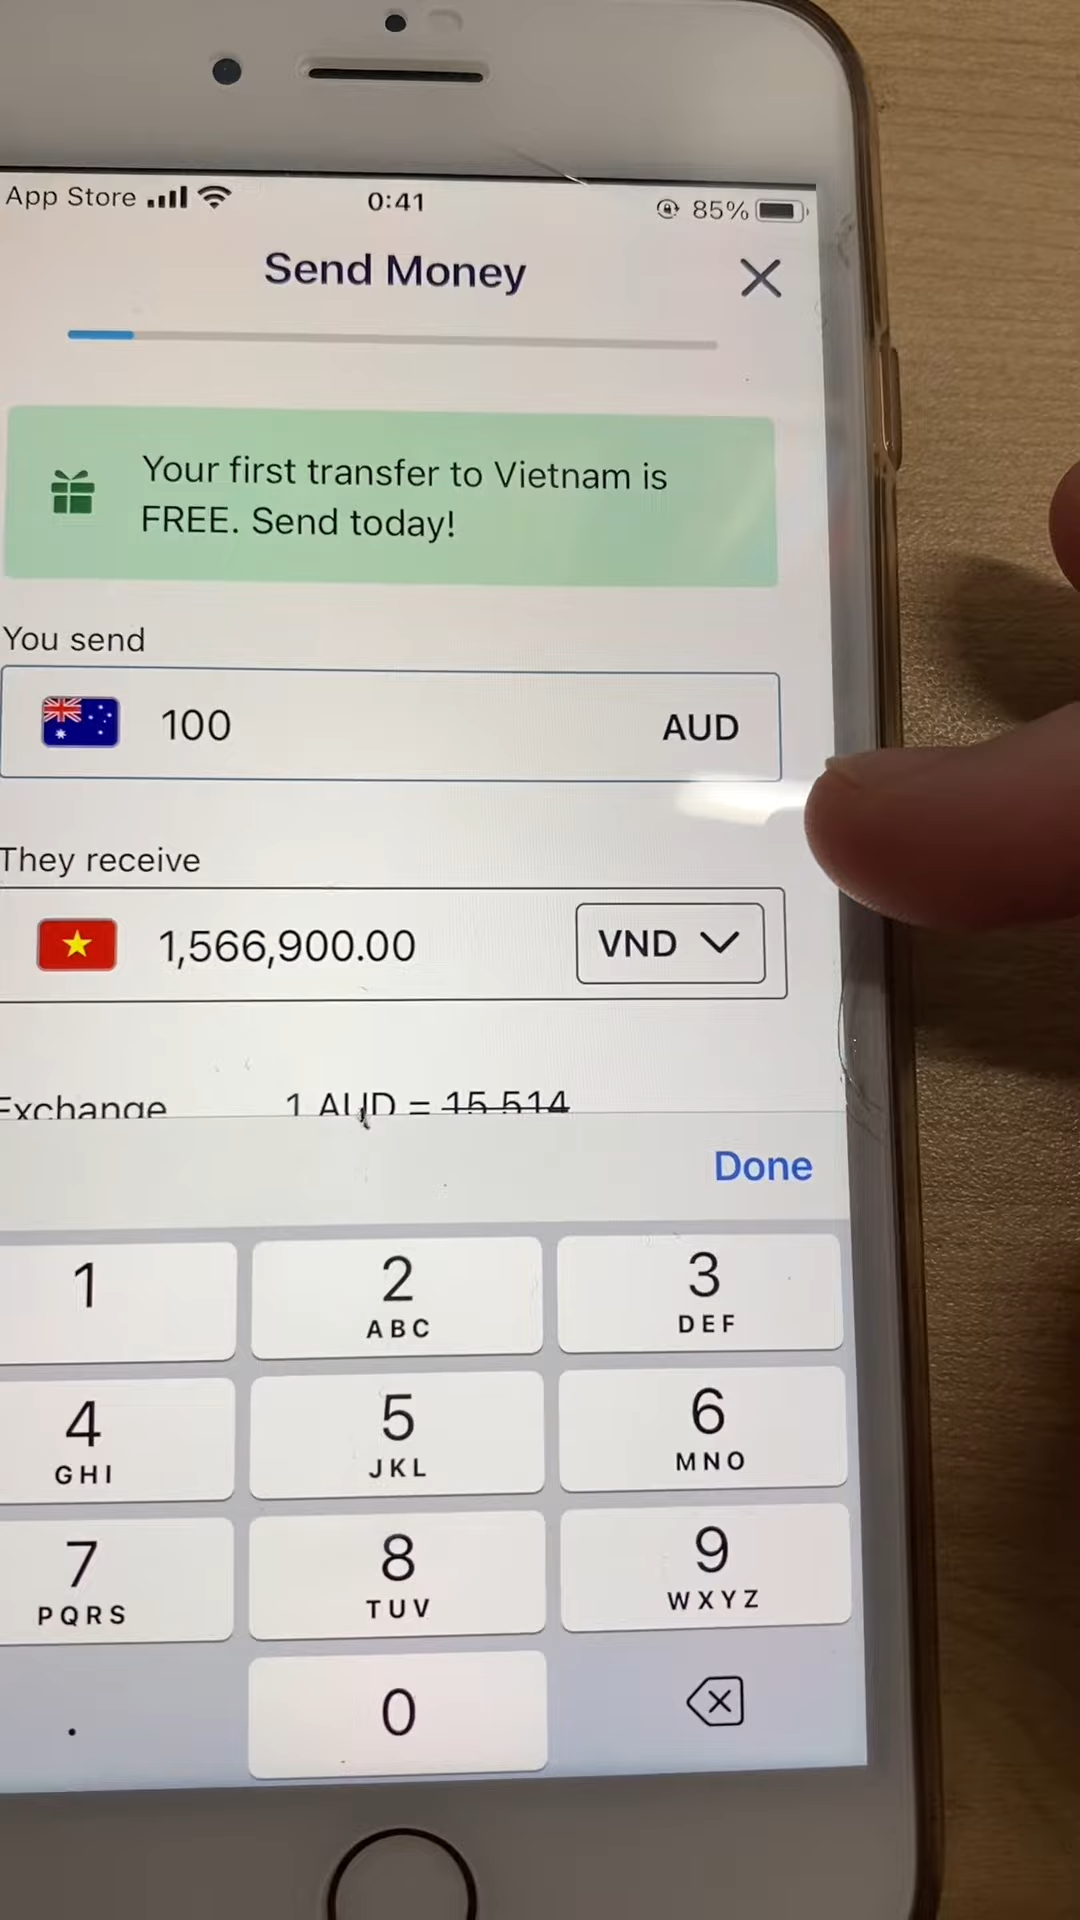 App Store
0:41
85%
Send Money
Your first transfer to Vietnam is
FREE. Send today!
You send
100 AUD
They receive
1,566,900.00 VND
Exchange 1 AUD = 15 514
Done
1
2
ABC
3
DEF
4
GHI
5
JKL
6
MNO
7
PQRS
8
TUV
9
WXYZ
.
0